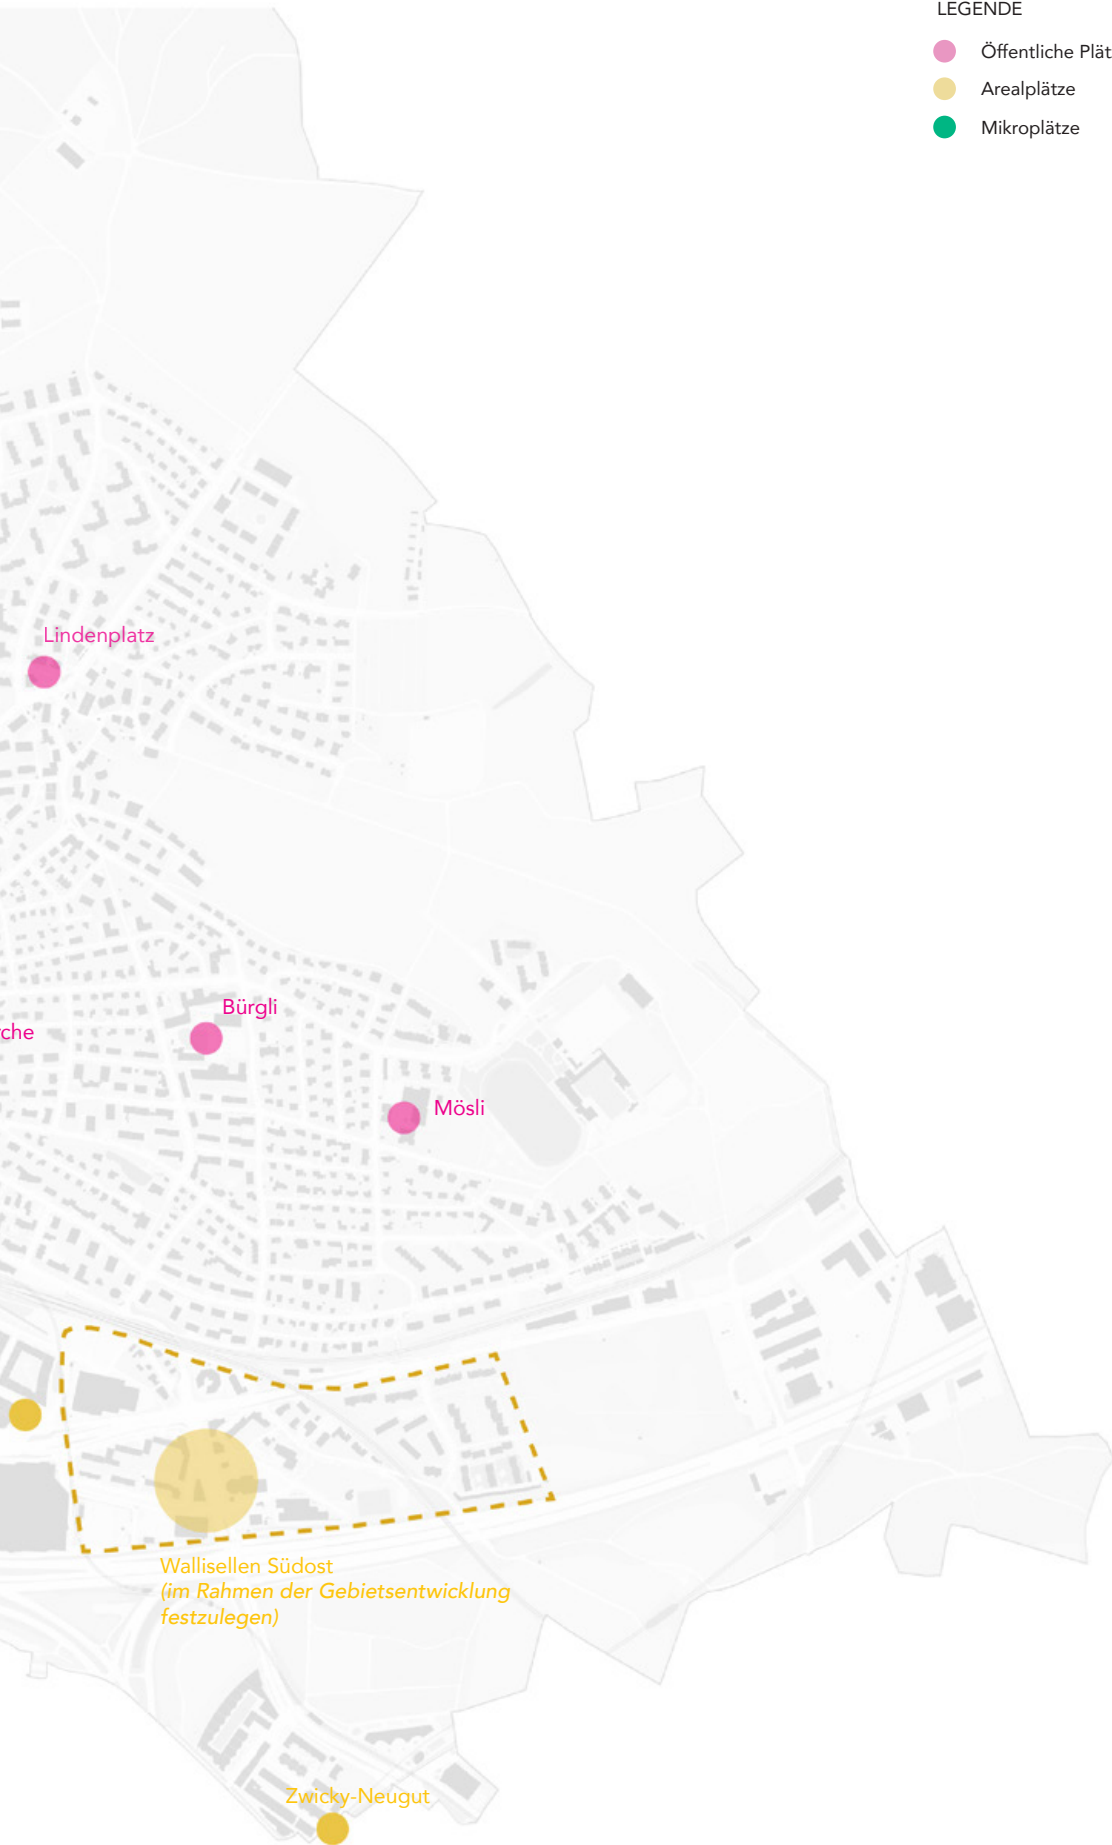 LEGENDE
Öffentliche Plät
Arealplätze
Mikroplätze
Lindenplatz
Bürgli
che
Mösli
Wallisellen Südost
(im Rahmen der Gebietsentwicklung
festzulegen)
Zwicky-Neugut